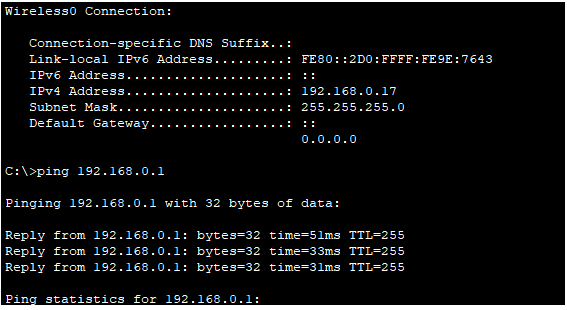 Wireless0 Connection:
Connection-specific DNS Suffix..:
Link-local IPv6 Address.........: FE80::2D0:FFFF:FE9E:7643
IPv6 Address....................: ::
IPv4 Address....................: 192.168.0.17
Subnet Mask.....................: 255.255.255.0
Default Gateway.................: ::
0.0.0.0
C:\>ping 192.168.0.1
Pinging 192.168.0.1 with 32 bytes of data:
Reply from 192.168.0.1: bytes=32 time=51ms TTL=255
Reply from 192.168.0.1: bytes=32 time=33ms TTL=255
Reply from 192.168.0.1: bytes=32 time=31ms TTL=255
Ping statistics for 192.168.0.1: